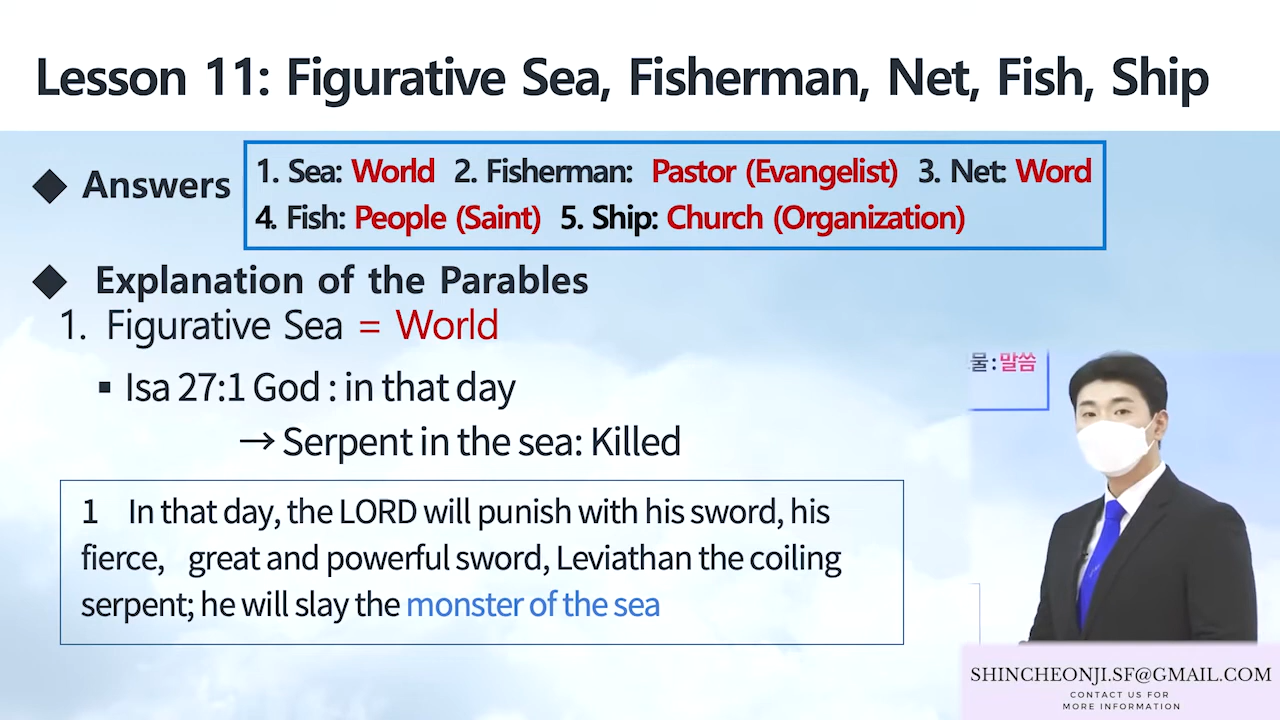 Lesson 11: Figurative Sea, Fisherman, Net, Fish, Ship
◆ Answers
1. Sea: World 2. Fisherman: Pastor (Evangelist) 3. Net: Word
4. Fish: People (Saint) 5. Ship: Church (Organization)
◆ Explanation of the Parables
1. Figurative Sea = World
▪ Isa 27:1 God : in that day
→ Serpent in the sea: Killed
1 In that day, the LORD will punish with his sword, his
fierce, great and powerful sword, Leviathan the coiling
serpent; he will slay the monster of the sea
물:말씀
SHINCHEONJI.SF@GMAIL.COM
CONTACT US FOR
MORE INFORMATION